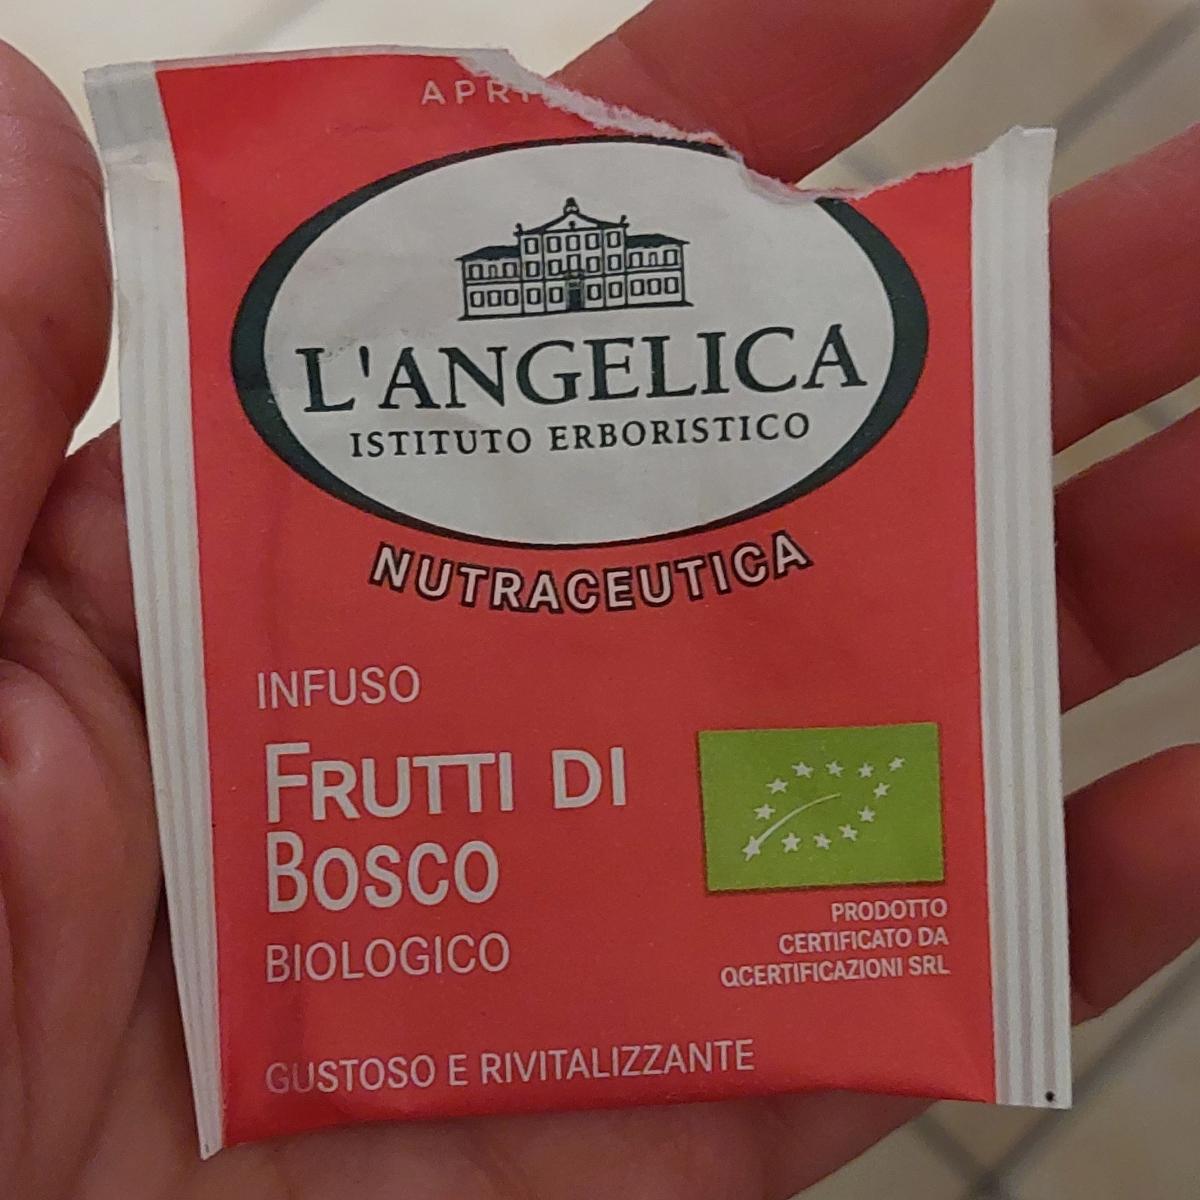 L'ANGELICA
ISTITUTO ERBORISTICO
NUTRACEUTICA
INFUSO
FRUTTI DI
BOSCO
BIOLOGICO
PRODOTTO
CERTIFICATO DA
QCERTIFICAZIONI SRL
GUSTOSO E RIVITALIZZANTE